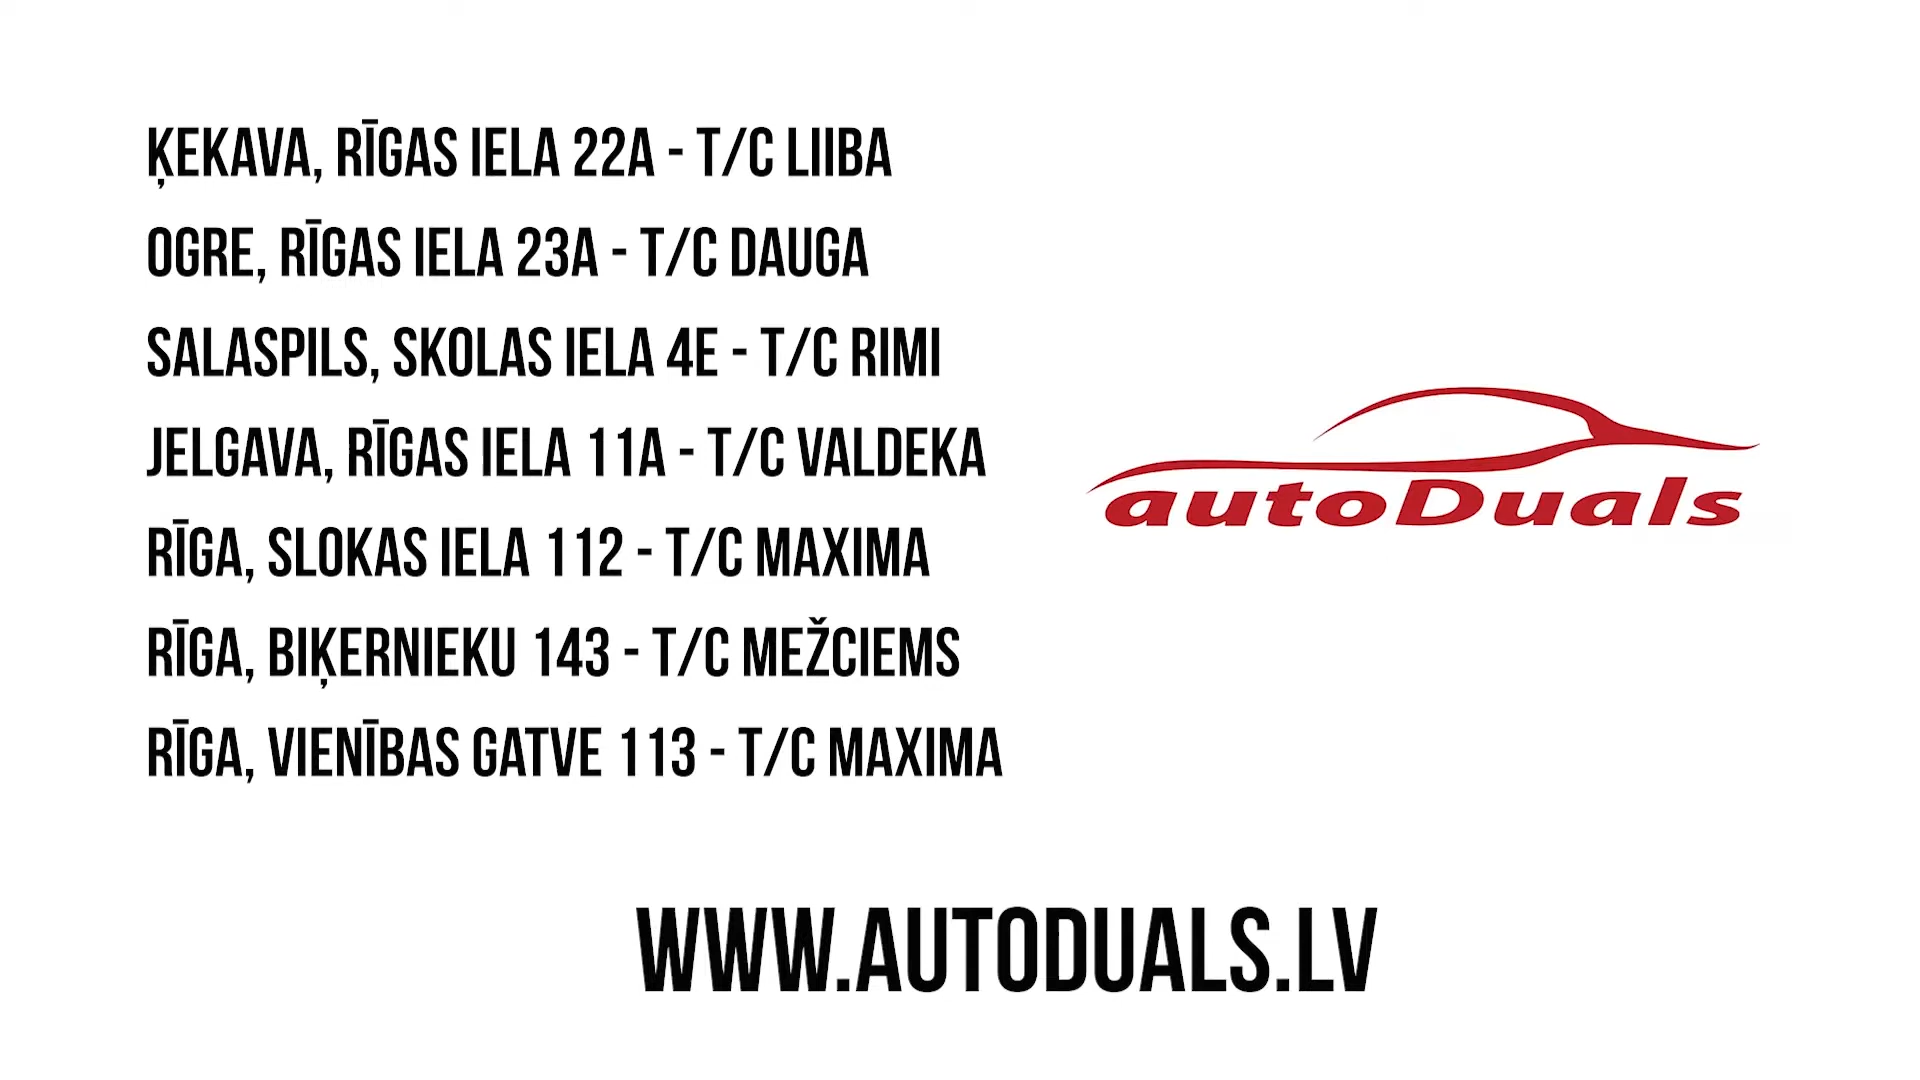 ĶEKAVA, RĪGAS IELA 22A - T/C LIIBA
OGRE, RĪGAS IELA 23A - T/C DAUGA
SALASPILS, SKOLAS IELA 4E - T/C RIMI
JELGAVA, RĪGAS IELA 11A - T/C VALDEKA
RĪGA, SLOKAS IELA 112 - T/C MAXIMA
RĪGA, BIĶERNIEKU 143 - T/C MEŽCIEMS
RĪGA, VIENĪBAS GATVE 113 - T/C MAXIMA
autoDuals
WWW.AUTODUALS.LV